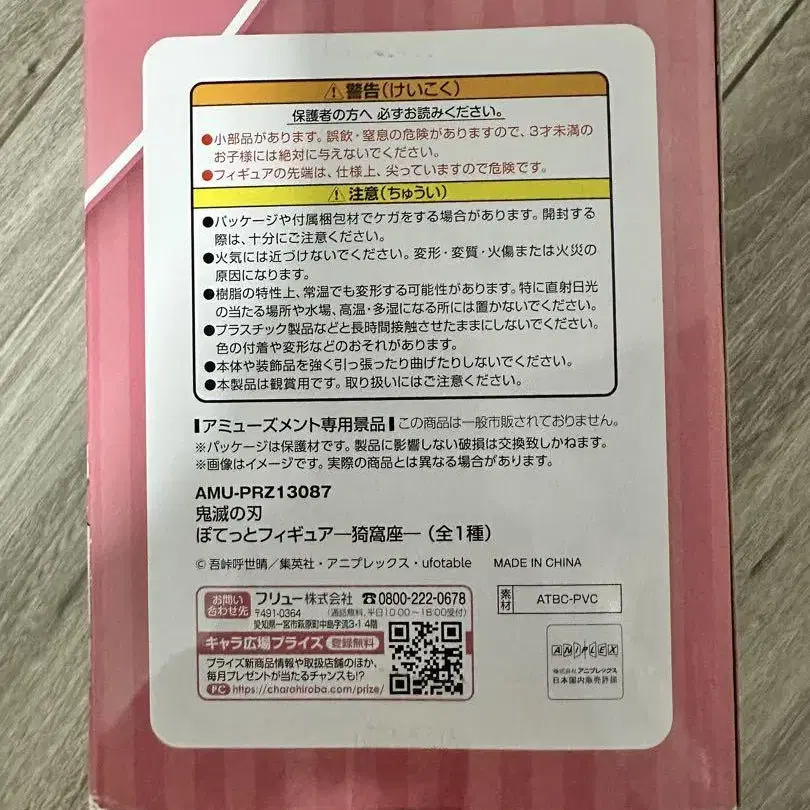 ⚠警告(けいこく)
保護者の方へ 必ずお読みください。
●小部品があります。誤飲・窒息の危険がありますので、3才未満の
お子様には絶対に与えないでください。
●フィギュアの先端は、仕様上、尖っていますので危険です。
⚠注意(ちゅうい)
●パッケージや付属梱包材でケガをする場合があります。開封する
際は、十分にご注意ください。
●火気には近づけないでください。変形・変質・火傷または火災の
原因になります。
●樹脂の特性上、常温でも変形する可能性があります。特に直射日光
の当たる場所や水場、高温・多湿になる所には置かないでください。
●プラスチック製品などと長時間接触させたままにしないでください。
色の付着や変形などのおそれがあります。
●本体や装飾品を強く引っ張ったり曲げたりしないでください。
●本製品は観賞用です。取り扱いにはご注意ください。
┃アミューズメント専用景品┃この商品は一般市販されておりません。
※パッケージは保護材です。製品に影響しない破損は交換致しかねます。
※画像はイメージです。実際の商品とは異なる場合があります。
AMU-PRZ13087
鬼滅の刃
ぽてっとフィギュア―猗窩座―(全1種)
© 吾峠呼世晴/集英社・アニプレックス・ufotable MADE IN CHINA
お問い
合わせ先
フリュー株式会社 ☎0800-222-0678
〒491-0364 (通話無料、平日10:00~18:00受付)
愛知県一宮市萩原町中島字流3-1 4階
キャラ広場プライズ 登録無料
プライズ新商品情報や取扱店舗のほか、
毎月プレゼントが当たるチャンスも!?
PC https://charahiroba.com/prize/
素材 ATBC-PVC
ANIPLEX
株式会社 アニプレックス
日本国内販売許諾